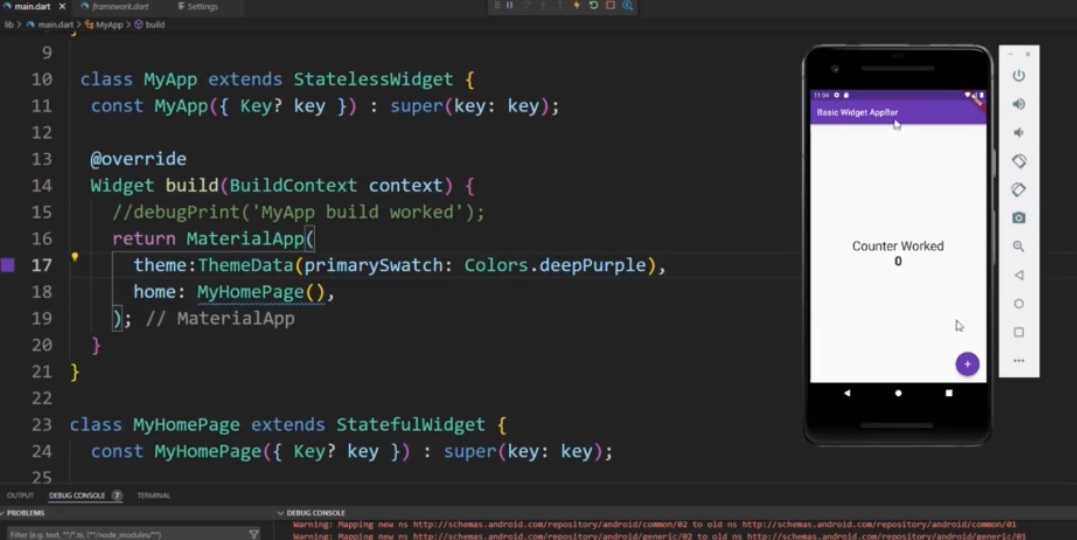 main.dart framework.dart Settings
lib > main.dart > MyApp > build
9
10 class MyApp extends StatelessWidget {
11 const MyApp({ Key? key }) : super(key: key);
12
13 @override
14 Widget build(BuildContext context) {
15 //debugPrint('MyApp build worked');
16 return MaterialApp(
17 theme:ThemeData(primarySwatch: Colors.deepPurple),
18 home: MyHomePage(),
19 ); // MaterialApp
20 }
21 }
22
23 class MyHomePage extends StatefulWidget {
24 const MyHomePage({ Key? key }) : super(key: key);
25
11:04
Basic Widget AppBar
Counter Worked
0
+
OUTPUT DEBUG CONSOLE 7 TERMINAL
PROBLEMS
Filter (e.g. text, **/*.ts, !**/node_modules/**)
DEBUG CONSOLE
Warning: Mapping new ns http://schemas.android.com/repository/android/common/02 to old ns http://schemas.android.com/repository/android/common/01
Warning: Mapping new ns http://schemas.android.com/repository/android/generic/02 to old ns http://schemas.android.com/repository/android/generic/01